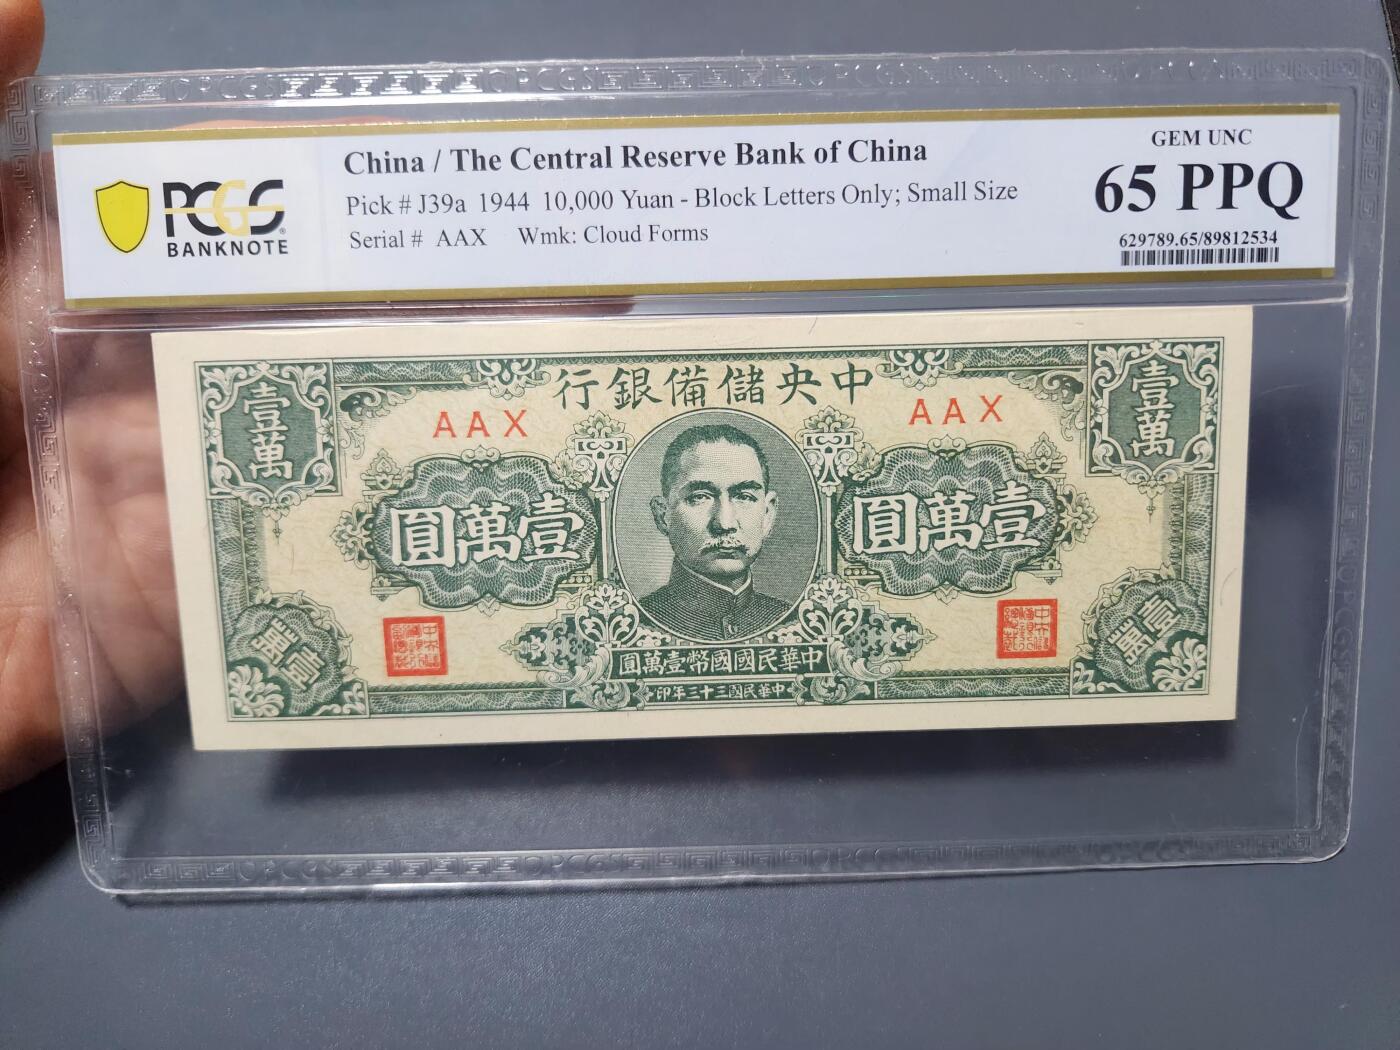 PCGS
BANKNOTE
China / The Central Reserve Bank of China
Pick # J39a 1944 10,000 Yuan - Block Letters Only; Small Size
Serial # AAX Wmk: Cloud Forms
GEM UNC
65 PPQ
629789.65/89812534
行銀備儲央中
壹萬
壹萬
AAX
AAX
圓萬壹
圓萬壹
圓萬壹幣國國民華中
印年三十三國民華中
壹萬
壹萬